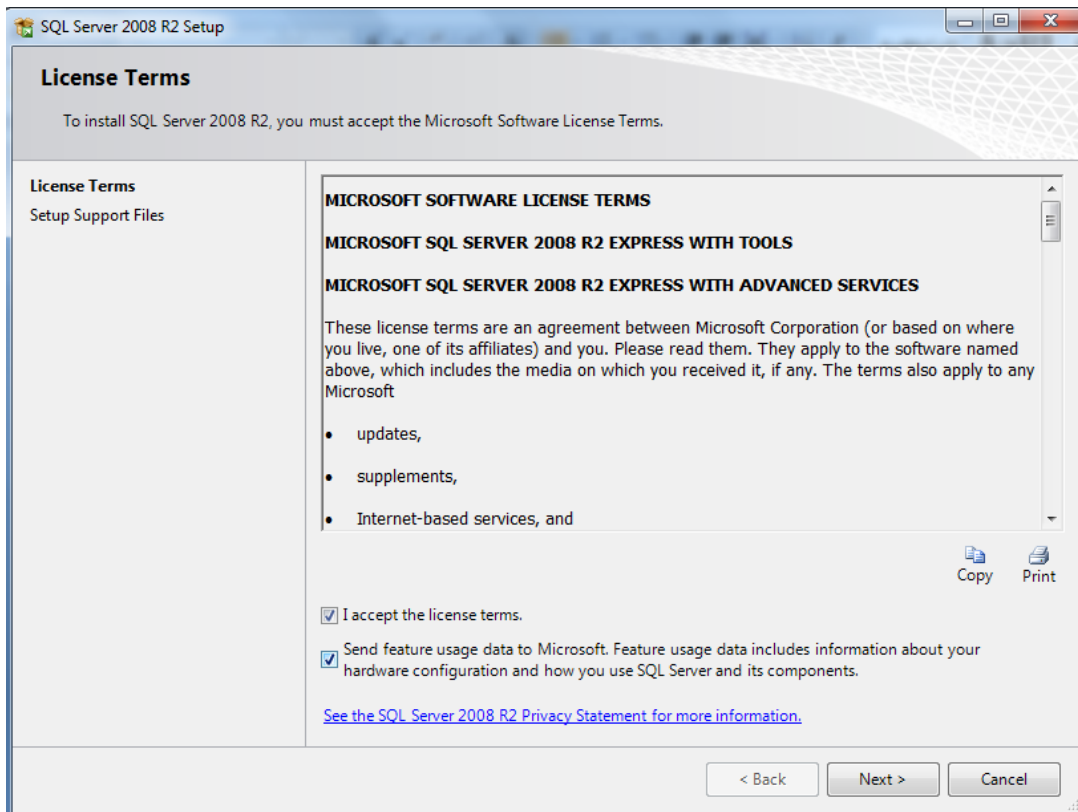 SQL Server 2008 R2 Setup
License Terms
To install SQL Server 2008 R2, you must accept the Microsoft Software License Terms.
License Terms
Setup Support Files
MICROSOFT SOFTWARE LICENSE TERMS
MICROSOFT SQL SERVER 2008 R2 EXPRESS WITH TOOLS
MICROSOFT SQL SERVER 2008 R2 EXPRESS WITH ADVANCED SERVICES
These license terms are an agreement between Microsoft Corporation (or based on where
you live, one of its affiliates) and you. Please read them. They apply to the software named
above, which includes the media on which you received it, if any. The terms also apply to any
Microsoft
• updates,
• supplements,
• Internet-based services, and
Copy
Print
I accept the license terms.
Send feature usage data to Microsoft. Feature usage data includes information about your
hardware configuration and how you use SQL Server and its components.
See the SQL Server 2008 R2 Privacy Statement for more information.
< Back
Next >
Cancel